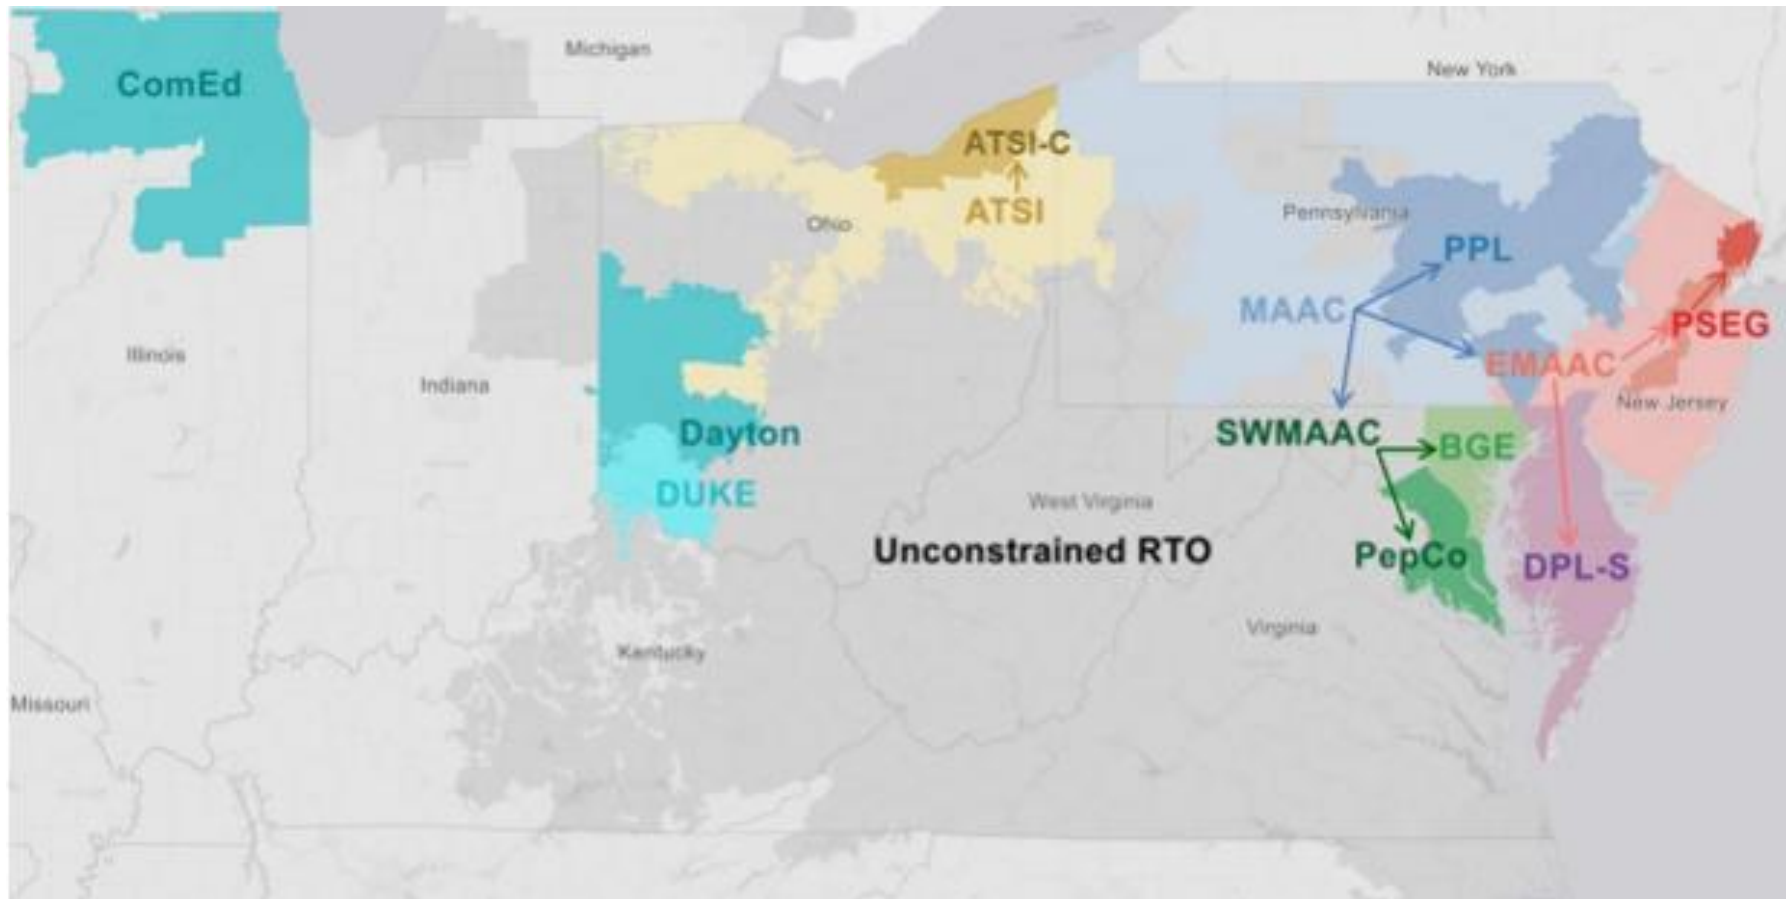 Michigan
New York
ComEd
ATSI-C
ATSI
Ohio
Pennsylvania
PPL
MAAC
PSEG
Illinois
Indiana
EMAAC
New Jersey
SWMAAC
BGE
Dayton
DUKE
West Virginia
Unconstrained RTO
PepCo
DPL-S
Virginia
Kentucky
Missouri